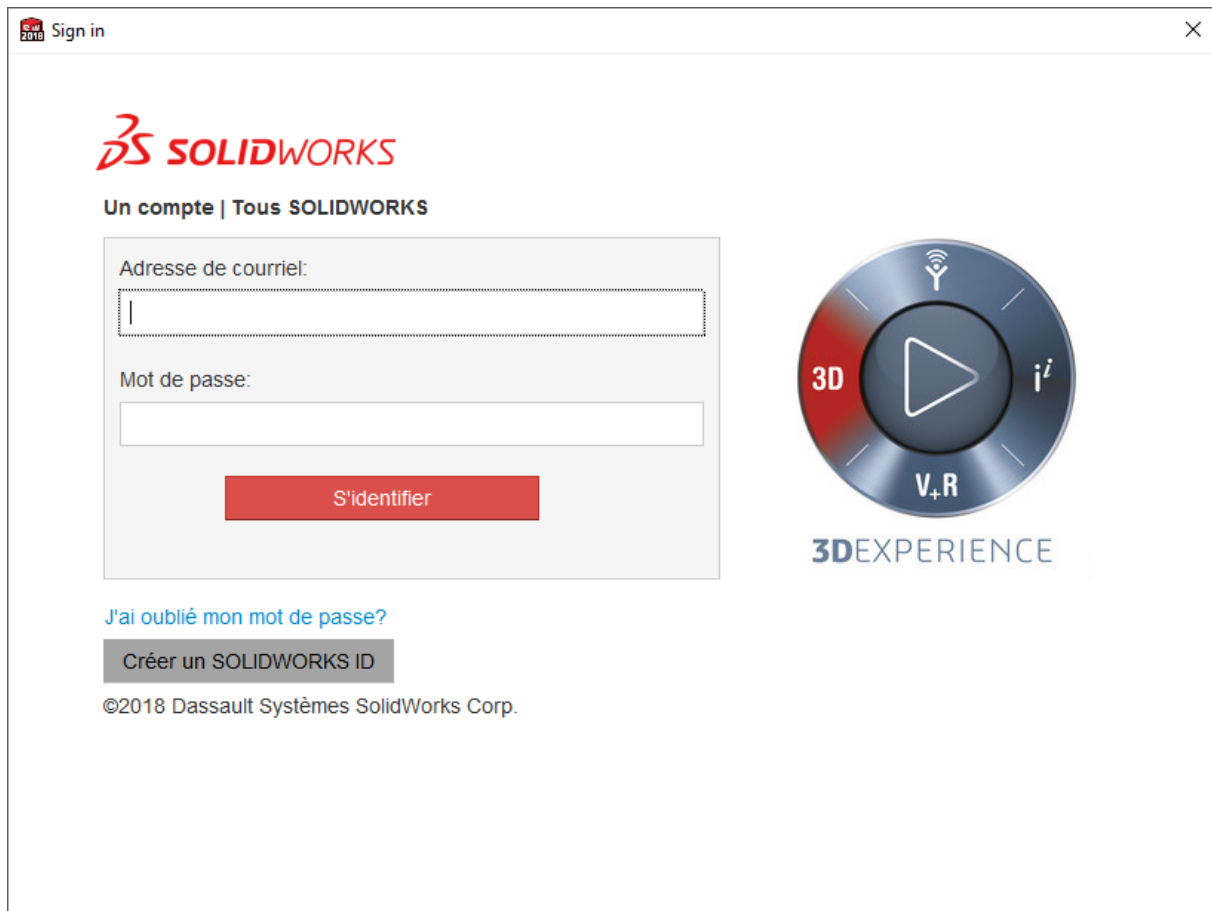 Sign in
SOLIDWORKS
Un compte | Tous SOLIDWORKS
Adresse de courriel:
Mot de passe:
S'identifier
J'ai oublié mon mot de passe?
Créer un SOLIDWORKS ID
©2018 Dassault Systèmes SolidWorks Corp.
3D
i i
V+R
3DEXPERIENCE